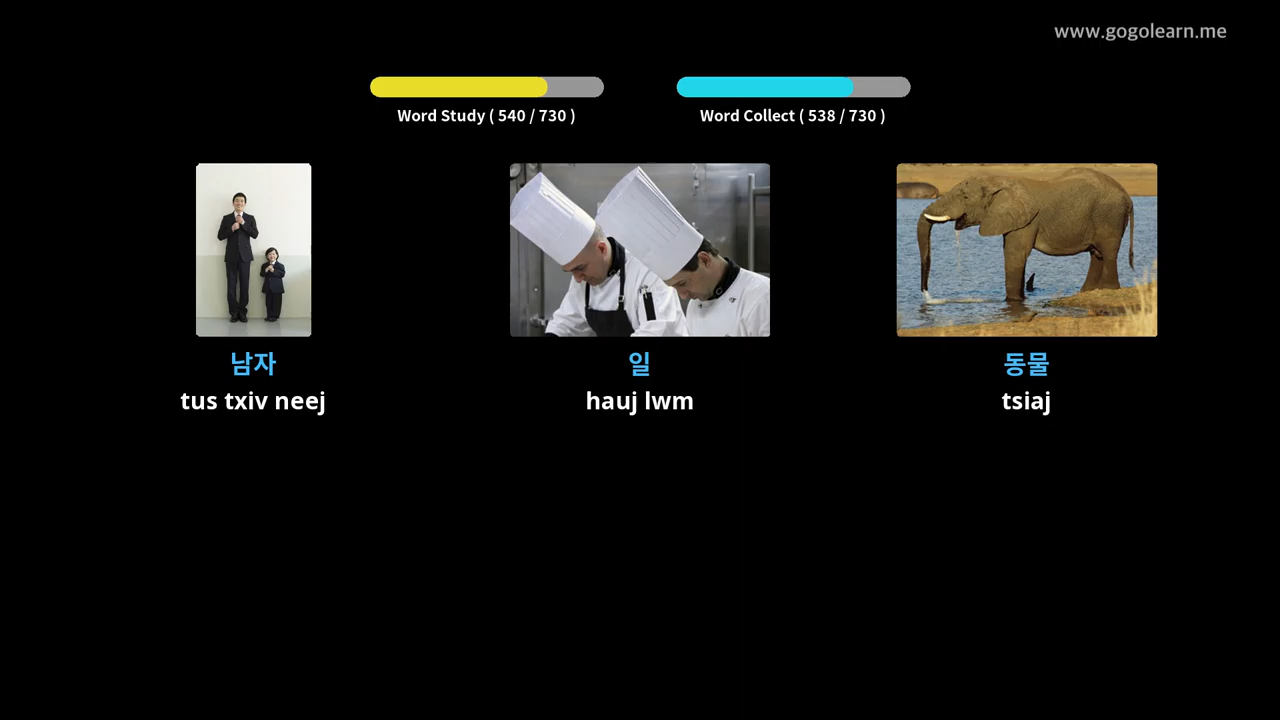 www.gogolearn.me
Word Study ( 540 / 730 )
Word Collect ( 538 / 730 )
남자
tus txiv neej
일
hauj lwm
동물
tsiaj